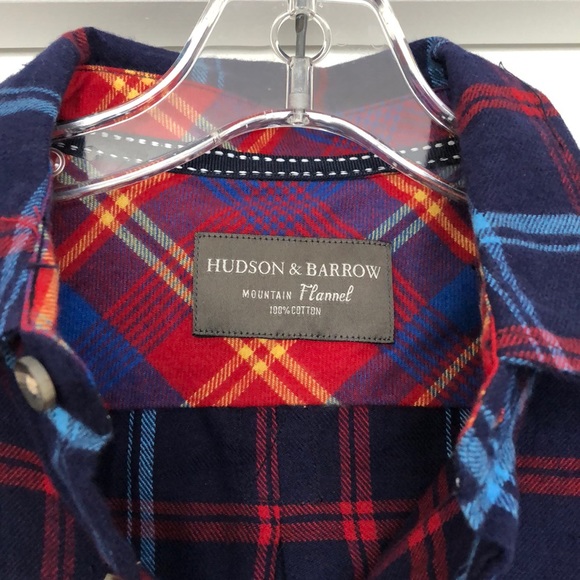 HUDSON & BARROW
MOUNTAIN Flannel
100% COTTON